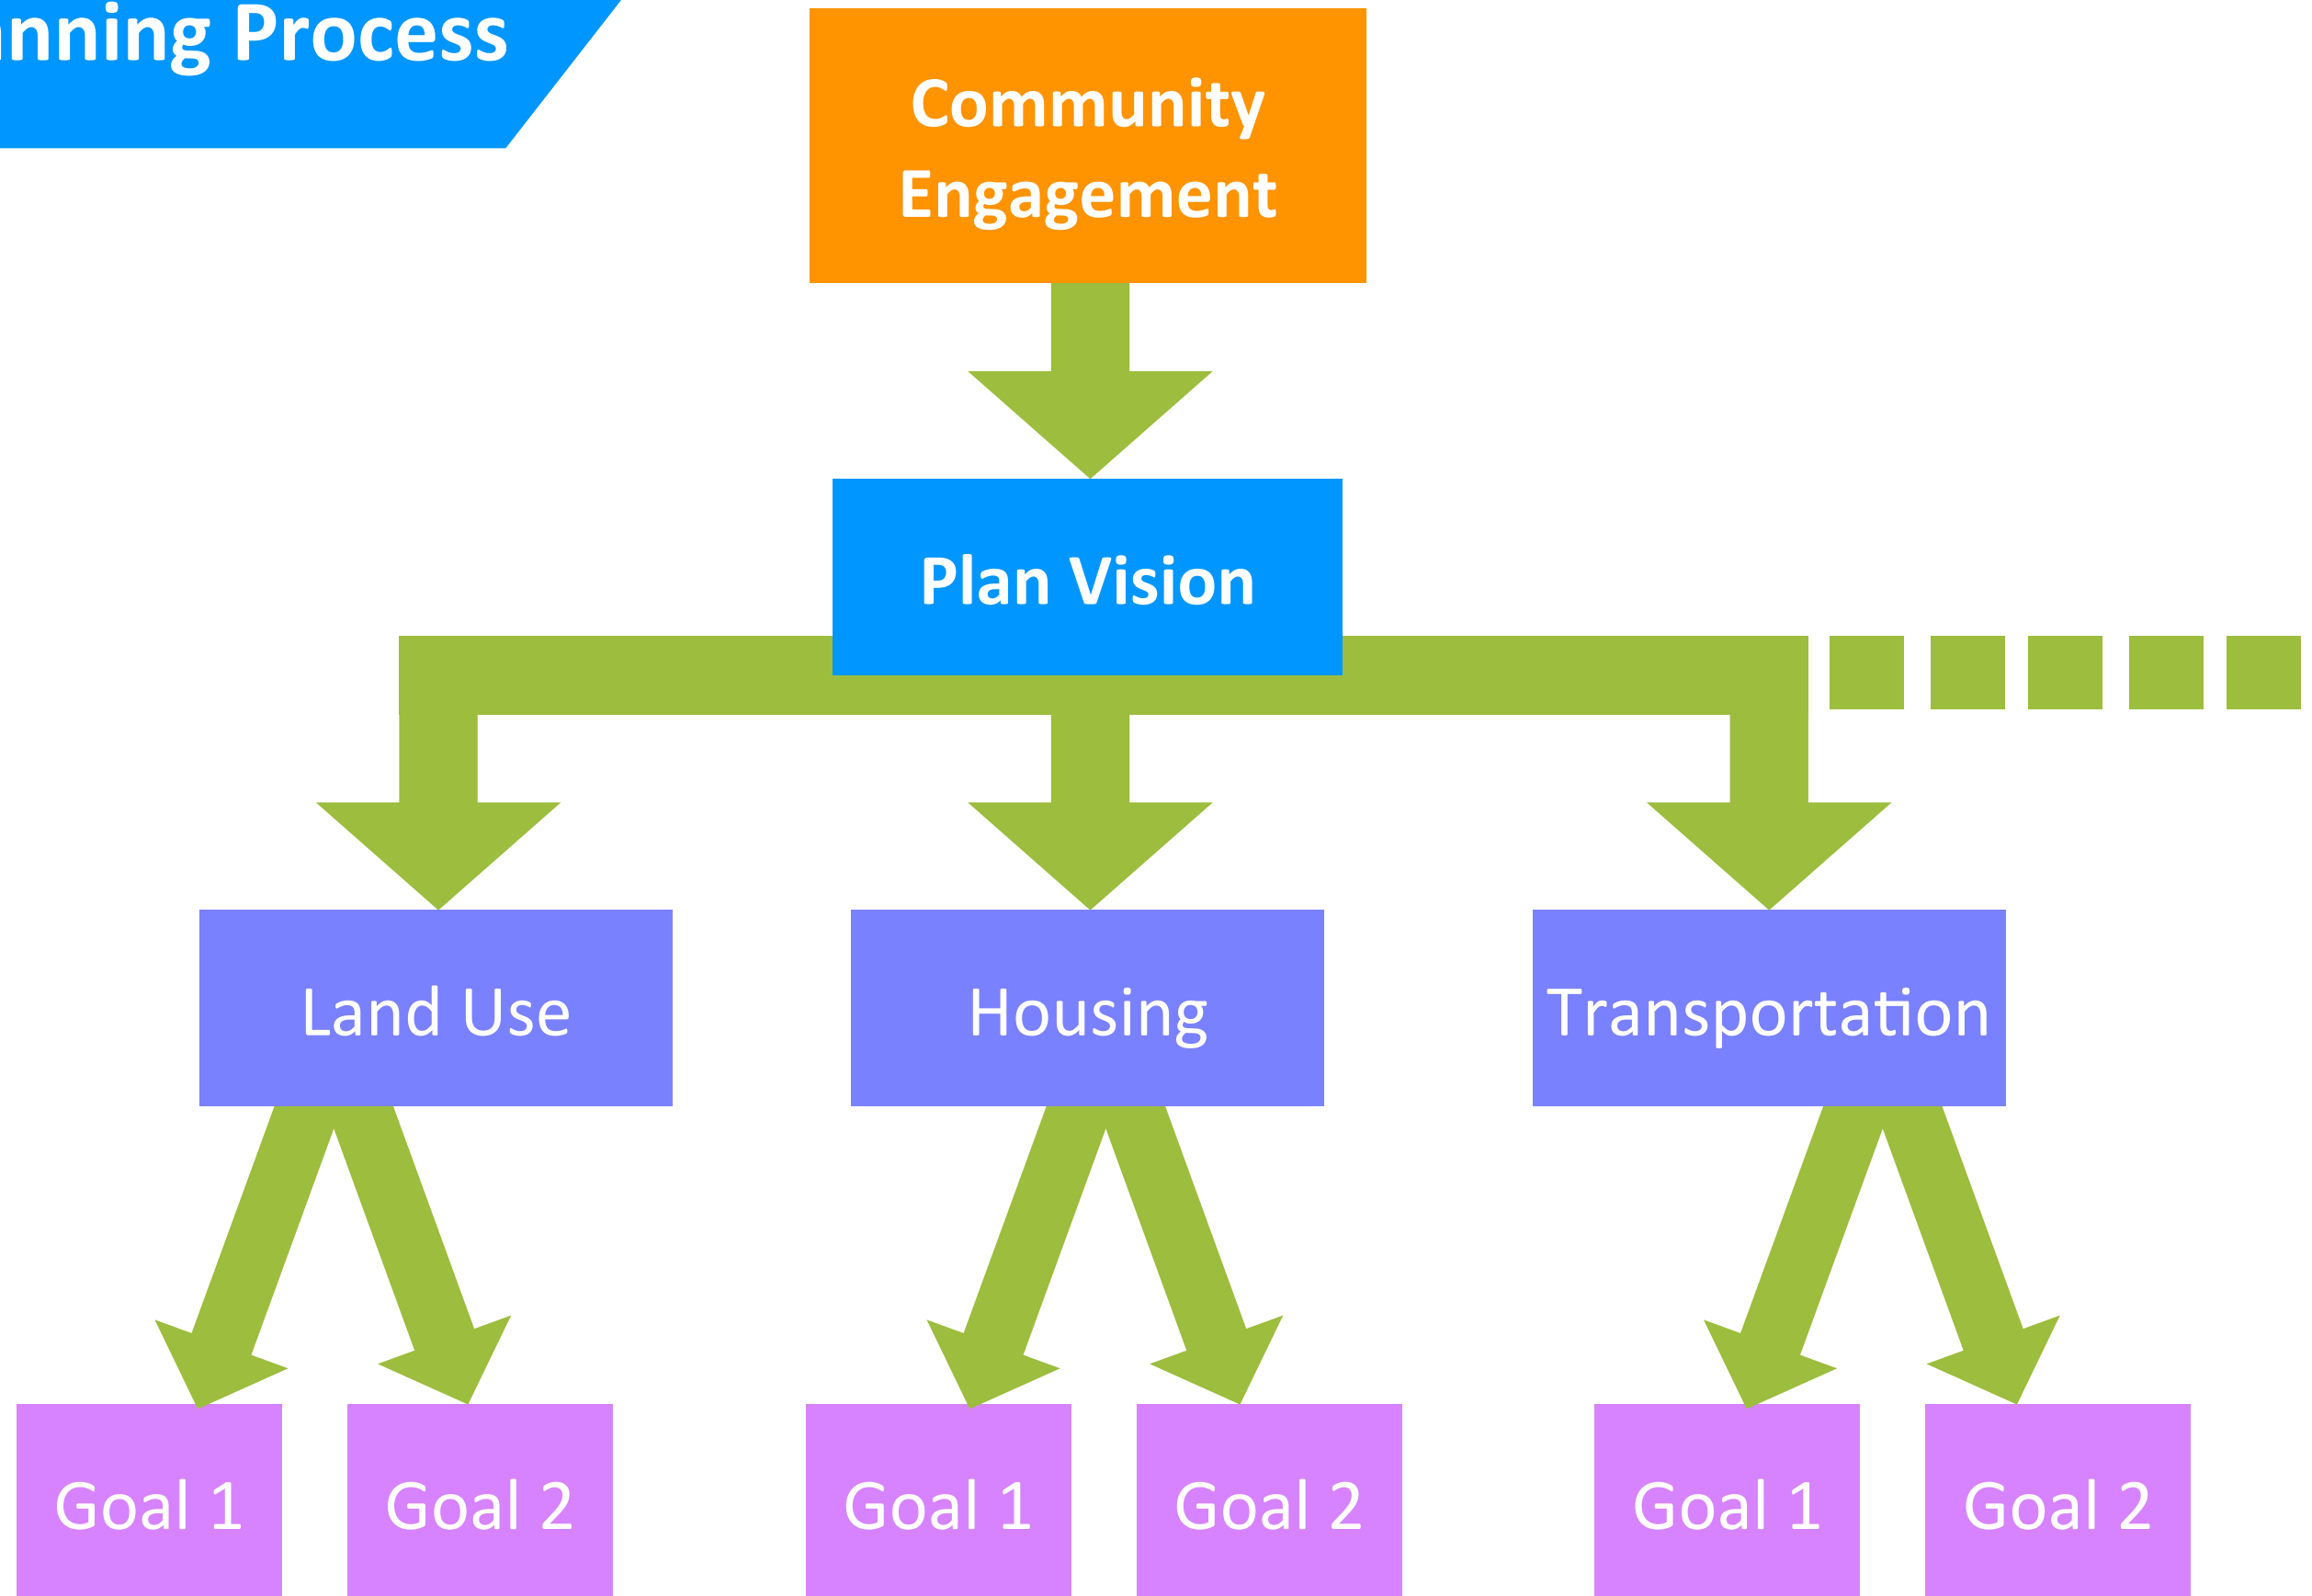 nning Process
Community
Engagement
Plan Vision
Land Use
Housing
Transportation
Goal 1
Goal 2
Goal 1
Goal 2
Goal 1
Goal 2